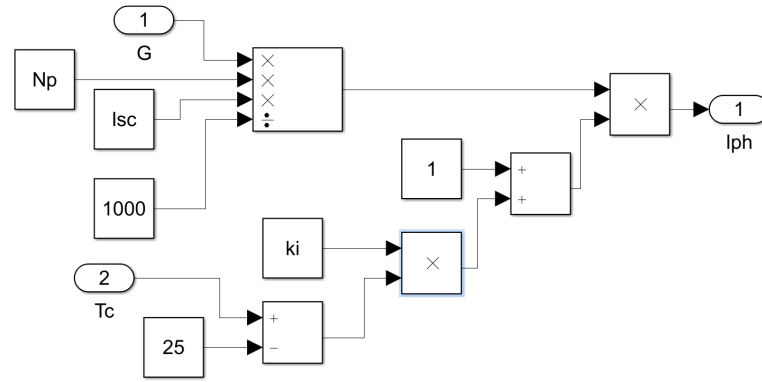 1
G
Np
Isc
1000
×
×
×
÷
×
1
Iph
1
+
+
ki
×
2
Tc
25
+
−